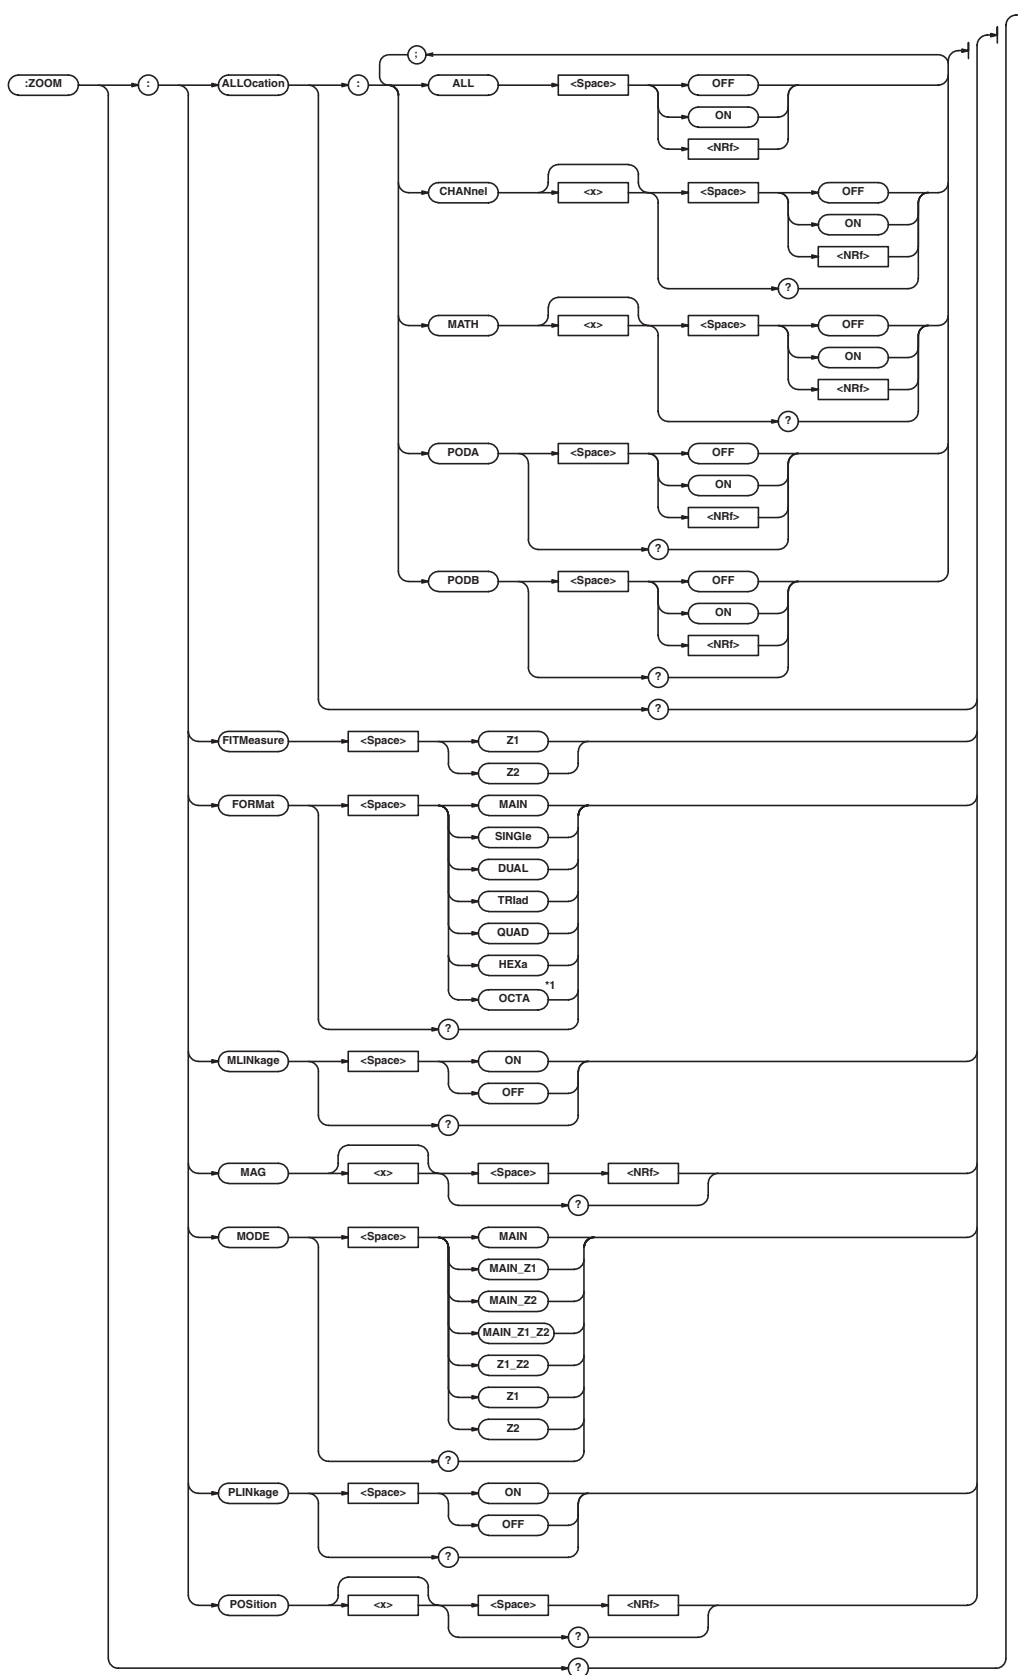 ;
:ZOOM : ALLOcation : ALL <Space> OFF
ON
<NRf>
CHANnel <x> <Space> OFF
ON
<NRf>
?
MATH <x> <Space> OFF
ON
<NRf>
?
PODA <Space> OFF
ON
<NRf>
?
PODB <Space> OFF
ON
<NRf>
?
?
FITMeasure <Space> Z1
Z2
FORMat <Space> MAIN
SINGle
DUAL
TRIad
QUAD
HEXa
OCTA *1
?
MLINkage <Space> ON
OFF
?
MAG <x> <Space> <NRf>
?
MODE <Space> MAIN
MAIN_Z1
MAIN_Z2
MAIN_Z1_Z2
Z1_Z2
Z1
Z2
?
PLINkage <Space> ON
OFF
?
POSition <x> <Space> <NRf>
?
?